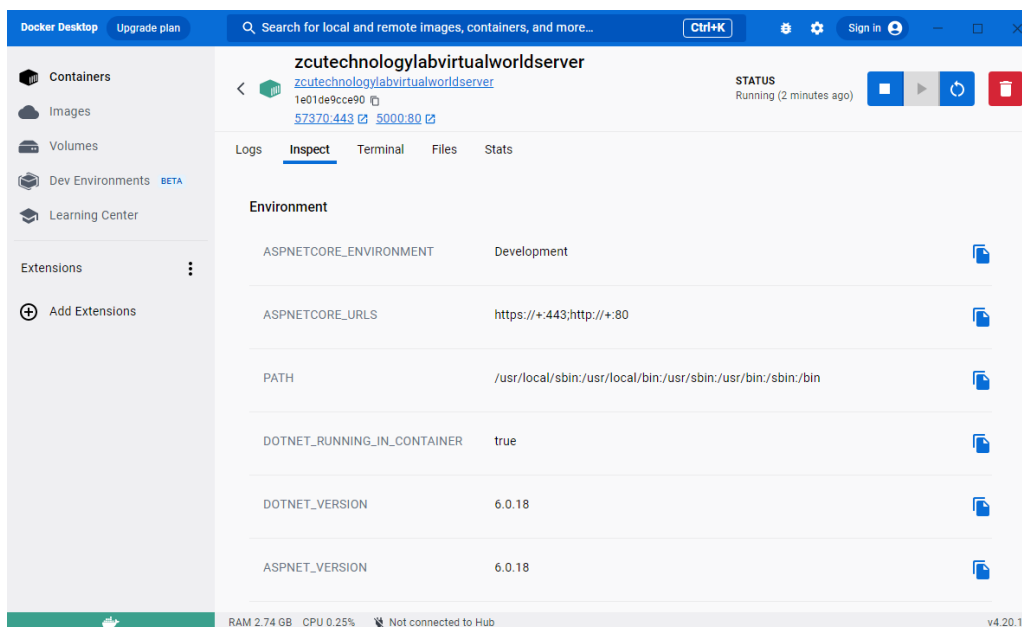 Docker Desktop Upgrade plan Search for local and remote images, containers, and more... Ctrl+K Sign in
Containers
Images
Volumes
Dev Environments BETA
Learning Center
Extensions
Add Extensions
zcutechnologylabvirtualworldserver
zcutechnologylabvirtualworldserver
1e01de9cce90
57370:443 5000:80
STATUS
Running (2 minutes ago)
Logs Inspect Terminal Files Stats
Environment
ASPNETCORE_ENVIRONMENT Development
ASPNETCORE_URLS https://+:443;http://+:80
PATH /usr/local/sbin:/usr/local/bin:/usr/sbin:/usr/bin:/sbin:/bin
DOTNET_RUNNING_IN_CONTAINER true
DOTNET_VERSION 6.0.18
ASPNET_VERSION 6.0.18
RAM 2.74 GB CPU 0.25% Not connected to Hub v4.20.1